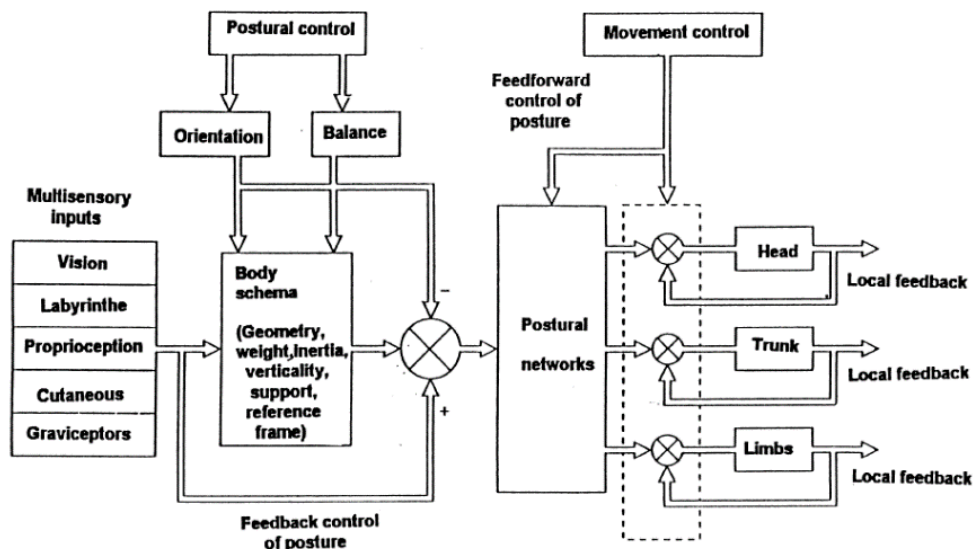 Postural control
Movement control
Feedforward
control of
posture
Orientation
Balance
Multisensory
inputs
Vision
Labyrinthe
Proprioception
Cutaneous
Graviceptors
Body
schema
(Geometry,
weight,inertia,
verticality,
support,
reference
frame)
−
+
Feedback control
of posture
Postural
networks
Head
Local feedback
Trunk
Local feedback
Limbs
Local feedback